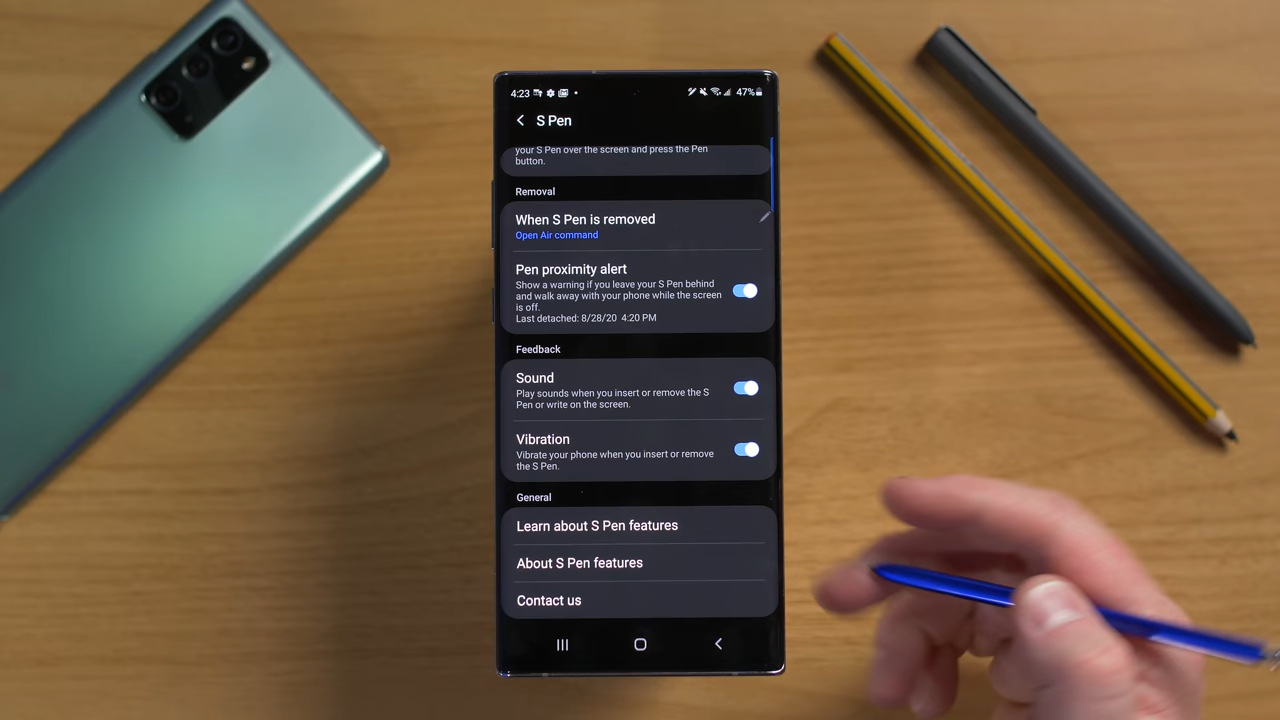 4:23
47%
S Pen
your S Pen over the screen and press the Pen
button.
Removal
When S Pen is removed
Open Air command
Pen proximity alert
Show a warning if you leave your S Pen behind
and walk away with your phone while the screen
is off.
Last detached: 8/28/20 4:20 PM
Feedback
Sound
Play sounds when you insert or remove the S
Pen or write on the screen.
Vibration
Vibrate your phone when you insert or remove
the S Pen.
General
Learn about S Pen features
About S Pen features
Contact us